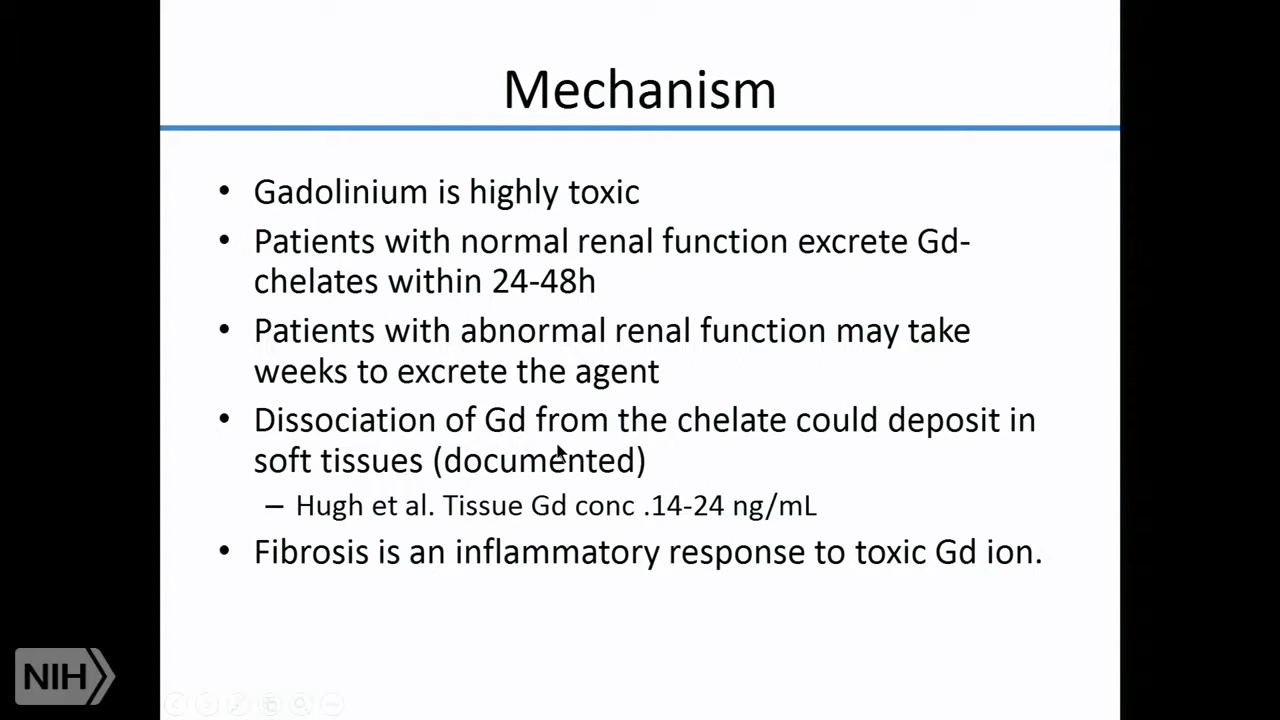 Mechanism
• Gadolinium is highly toxic
• Patients with normal renal function excrete Gd-
chelates within 24-48h
• Patients with abnormal renal function may take
weeks to excrete the agent
• Dissociation of Gd from the chelate could deposit in
soft tissues (documented)
– Hugh et al. Tissue Gd conc .14-24 ng/mL
• Fibrosis is an inflammatory response to toxic Gd ion.
NIH